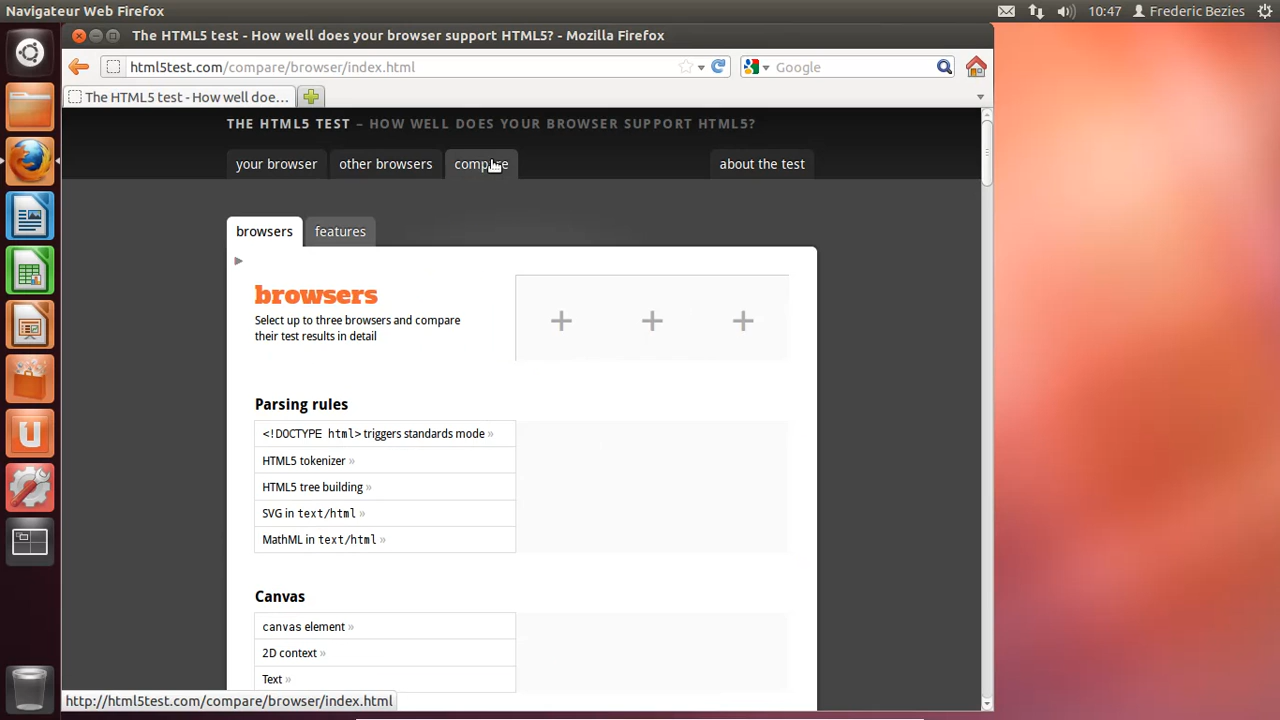 Navigateur Web Firefox
10:47 Frederic Bezies
The HTML5 test - How well does your browser support HTML5? - Mozilla Firefox
html5test.com/compare/browser/index.html
Google
The HTML5 test - How well doe...
THE HTML5 TEST – HOW WELL DOES YOUR BROWSER SUPPORT HTML5?
your browser other browsers compare about the test
browsers features
browsers
Select up to three browsers and compare
their test results in detail
+ + +
Parsing rules
<!DOCTYPE html> triggers standards mode »
HTML5 tokenizer »
HTML5 tree building »
SVG in text/html »
MathML in text/html »
Canvas
canvas element »
2D context »
Text »
http://html5test.com/compare/browser/index.html